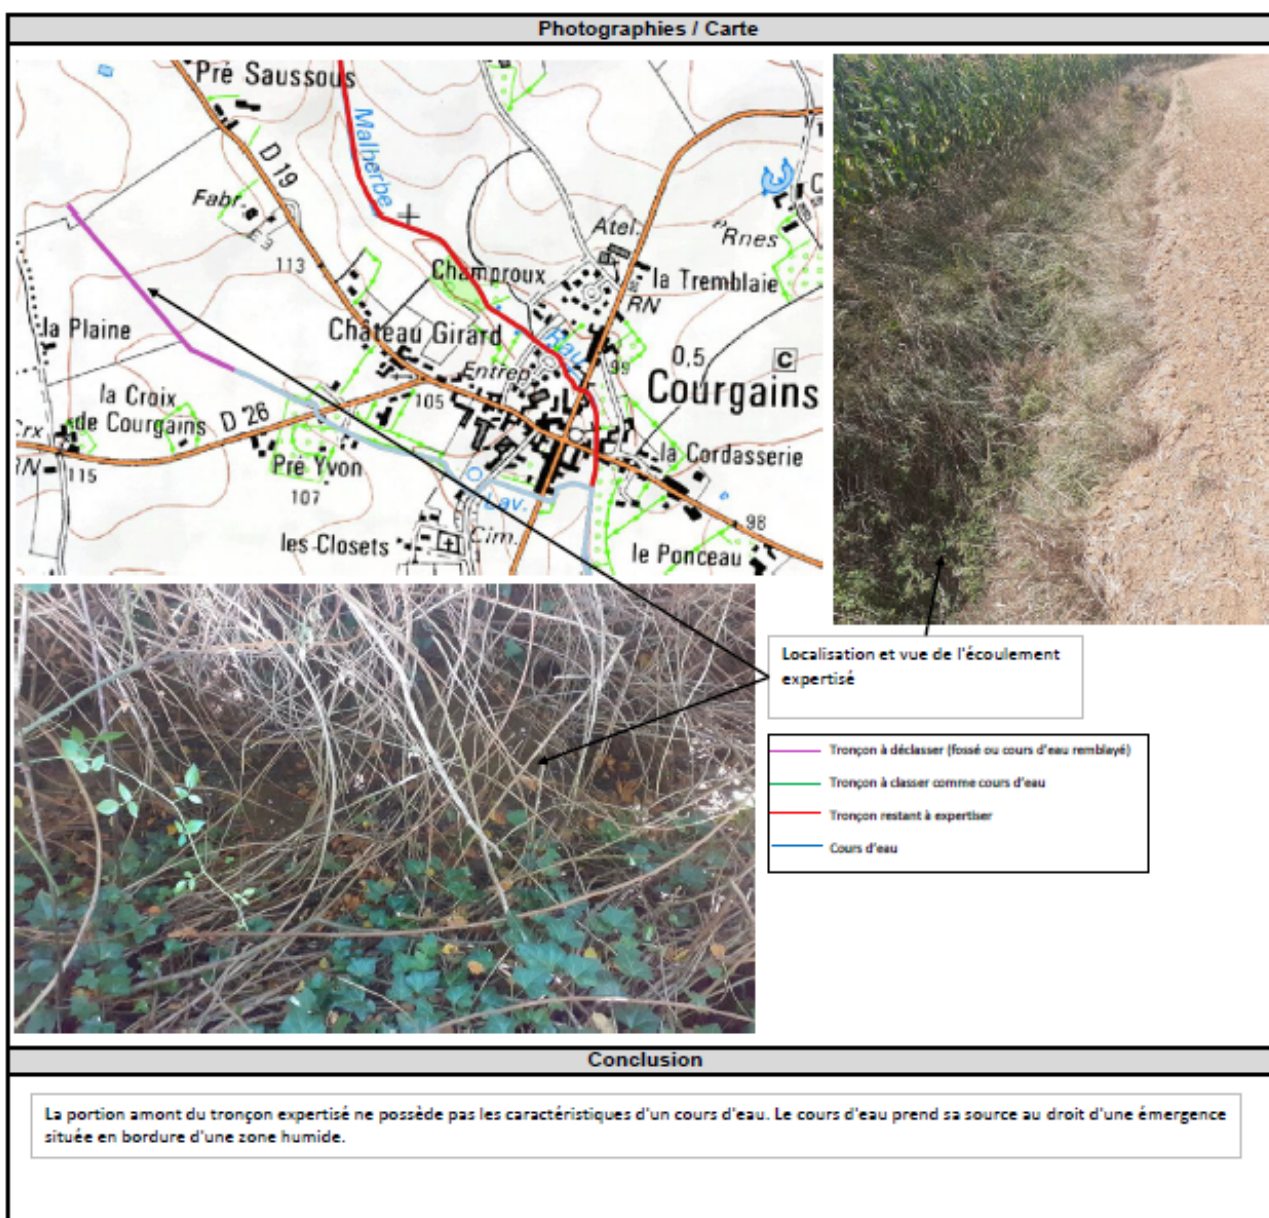 Photographies / Carte
Pré Saussous
Malherbe
D 19
Fabr.
113
Champroux
Atel.
Rnes
la Tremblaie
RN
la Plaine
Château Girard
Rau
99
0,5
C
Entrep.
Courgains
la Croix
de Courgains
D 26
105
Crx
RN
115
Pré Yvon
107
la Cordasserie
Lav.
Cim.
98
les Closets
le Ponceau
Localisation et vue de l'écoulement
expertisé
Tronçon à déclasser (fossé ou cours d'eau remblayé)
Tronçon à classer comme cours d'eau
Tronçon restant à expertiser
Cours d'eau
Conclusion
La portion amont du tronçon expertisé ne possède pas les caractéristiques d'un cours d'eau. Le cours d'eau prend sa source au droit d'une émergence
située en bordure d'une zone humide.